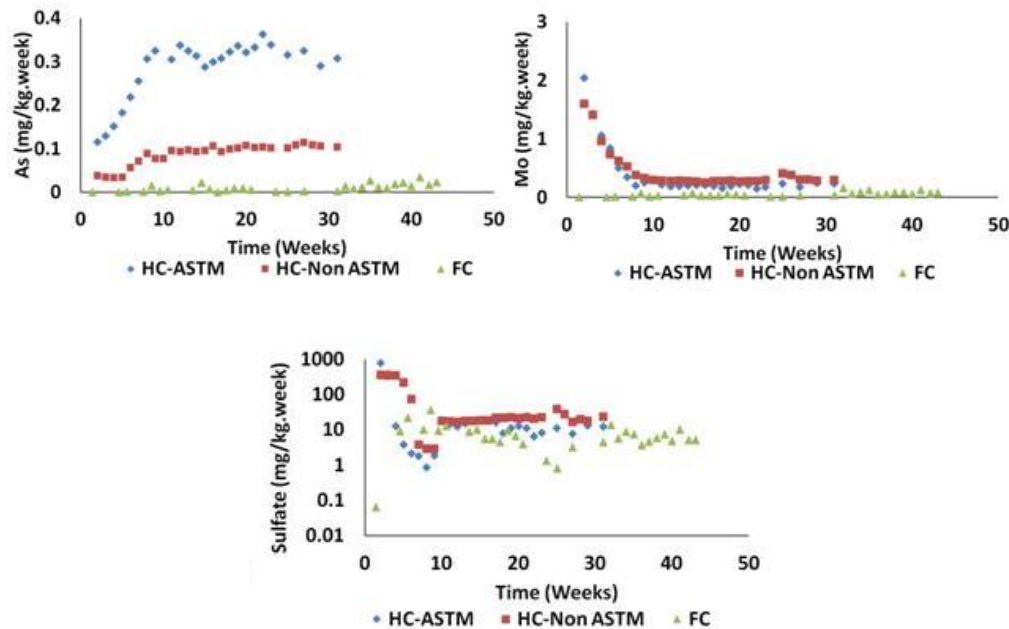 0.4
0.3
0.2
0.1
0
As (mg/kg.week)
0 10 20 30 40 50
Time (Weeks)
HC-ASTM HC-Non ASTM FC
3
2
1
0
Mo (mg/kg.week)
0 10 20 30 40 50
Time (Weeks)
HC-ASTM HC-Non ASTM FC
1000
100
10
1
0.1
0.01
Sulfate (mg/kg.week)
0 10 20 30 40 50
Time (Weeks)
HC-ASTM HC-Non ASTM FC